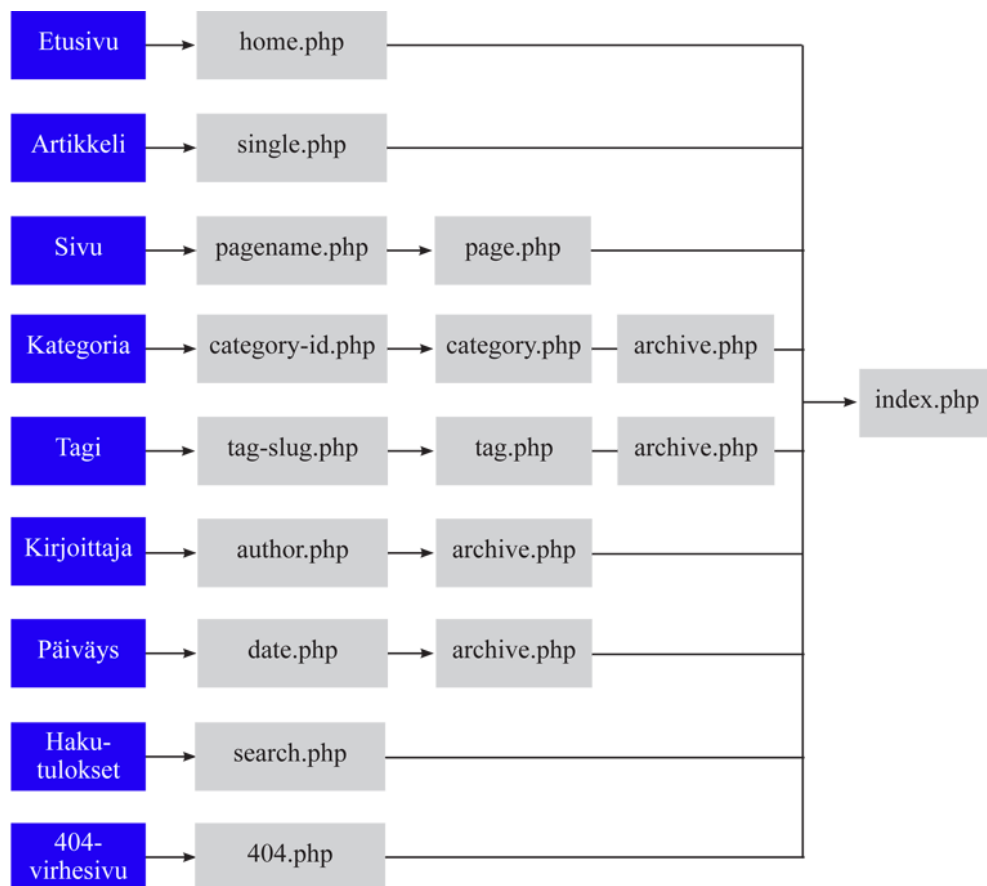 Etusivu
home.php
Artikkeli
single.php
Sivu
pagename.php
page.php
Kategoria
category-id.php
category.php
archive.php
index.php
Tagi
tag-slug.php
tag.php
archive.php
Kirjoittaja
author.php
archive.php
Päiväys
date.php
archive.php
Haku-
tulokset
search.php
404-
virhesivu
404.php